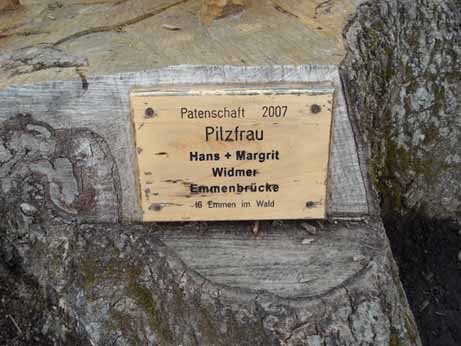 Patenschaft 2007
Pilzfrau
Hans + Margrit
Widmer
Emmenbrücke
IG Emmen im Wald